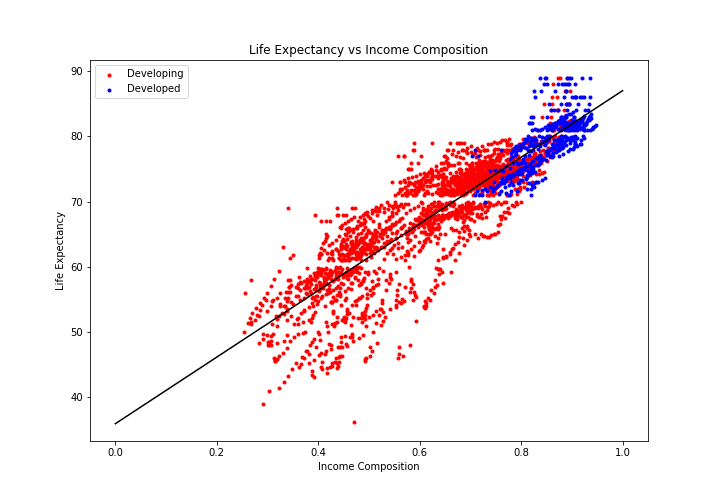 Life Expectancy vs Income Composition
Developing
Developed
90
80
70
60
50
40
Life Expectancy
0.0 0.2 0.4 0.6 0.8 1.0
Income Composition